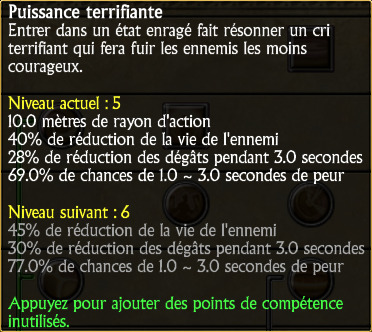 Puissance terrifiante
Entrer dans un état enragé fait résonner un cri
terrifiant qui fera fuir les ennemis les moins
courageux.
Niveau actuel : 5
10.0 mètres de rayon d'action
40% de réduction de la vie de l'ennemi
28% de réduction des dégâts pendant 3.0 secondes
69.0% de chances de 1.0 ~ 3.0 secondes de peur
Niveau suivant : 6
45% de réduction de la vie de l'ennemi
30% de réduction des dégâts pendant 3.0 secondes
77.0% de chances de 1.0 ~ 3.0 secondes de peur
Appuyez pour ajouter des points de compétence
inutilisés.